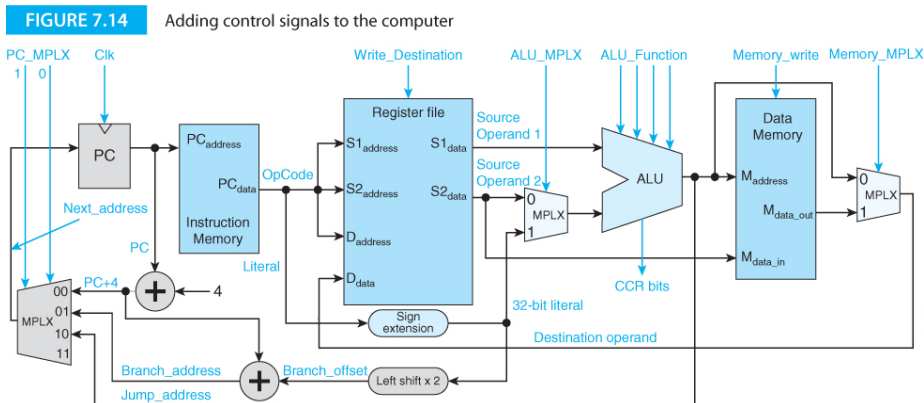 FIGURE 7.14 Adding control signals to the computer
PC_MPLX
1 0
Clk
Write_Destination
ALU_MPLX
ALU_Function
Memory_write
Memory_MPLX
PC
PCaddress
PCdata
Instruction
Memory
OpCode
Register file
S1address
S1data
S2address
S2data
Daddress
Ddata
Source
Operand 1
Source
Operand 2
0
MPLX
1
ALU
CCR bits
Data
Memory
Maddress
Mdata_out
Mdata_in
0
MPLX
1
Next_address
PC
Literal
PC+4
4
+
00
01
MPLX
10
11
Sign
extension
32-bit literal
Destination operand
Branch_address
+
Branch_offset
Left shift x 2
Jump_address